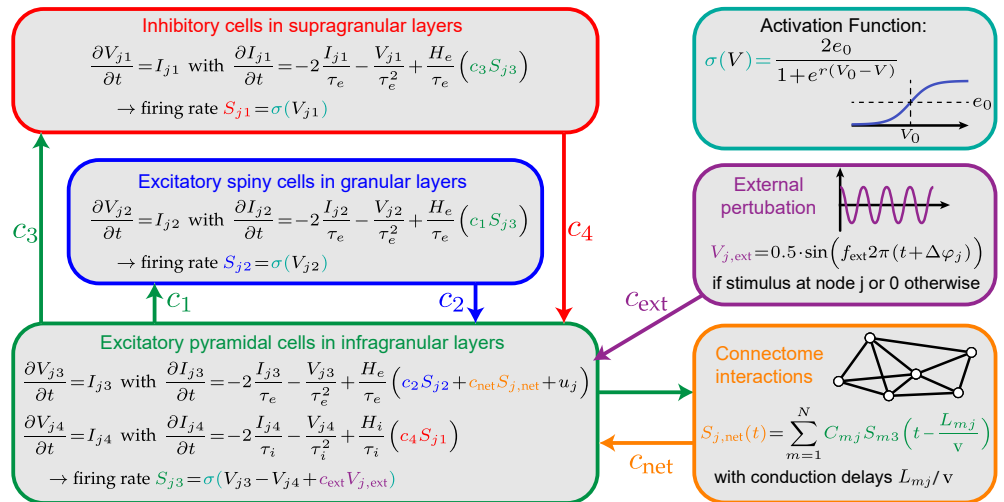 Inhibitory cells in supragranular layers
∂V_{j1}/∂t = I_{j1} with ∂I_{j1}/∂t = −2 I_{j1}/τ_e − V_{j1}/τ_e^2 + H_e/τ_e (c_3 S_{j3})
→ firing rate S_{j1} = σ(V_{j1})
Excitatory spiny cells in granular layers
∂V_{j2}/∂t = I_{j2} with ∂I_{j2}/∂t = −2 I_{j2}/τ_e − V_{j2}/τ_e^2 + H_e/τ_e (c_1 S_{j3})
→ firing rate S_{j2} = σ(V_{j2})
c_3
c_4
c_1
c_2
Excitatory pyramidal cells in infragranular layers
∂V_{j3}/∂t = I_{j3} with ∂I_{j3}/∂t = −2 I_{j3}/τ_e − V_{j3}/τ_e^2 + H_e/τ_e (c_2 S_{j2} + c_net S_{j,net} + u_j)
∂V_{j4}/∂t = I_{j4} with ∂I_{j4}/∂t = −2 I_{j4}/τ_i − V_{j4}/τ_i^2 + H_i/τ_i (c_4 S_{j1})
→ firing rate S_{j3} = σ(V_{j3} − V_{j4} + c_ext V_{j,ext})
Activation Function:
σ(V) = 2e_0 / 1+e^{r(V_0−V)}
e_0
V_0
External
pertubation
V_{j,ext} = 0.5·sin(f_ext 2π(t+Δφ_j))
if stimulus at node j or 0 otherwise
c_ext
Connectome
interactions
S_{j,net}(t) = ∑_{m=1}^{N} C_{mj} S_{m3} (t − L_{mj}/v)
with conduction delays L_{mj}/v
c_net